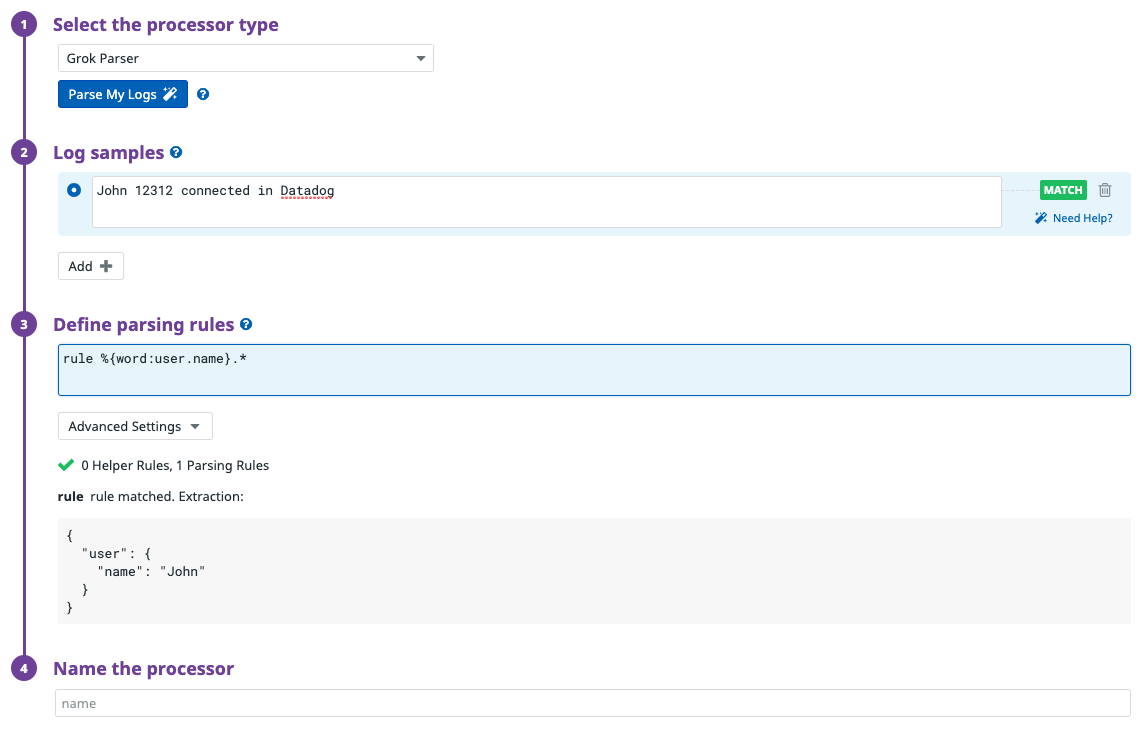 1 Select the processor type
Grok Parser
Parse My Logs ?
2 Log samples ?
John 12312 connected in Datadog MATCH
Need Help?
Add +
3 Define parsing rules ?
rule %{word:user.name}.*
Advanced Settings
0 Helper Rules, 1 Parsing Rules
rule rule matched. Extraction:
{
  "user": {
    "name": "John"
  }
}
4 Name the processor
name